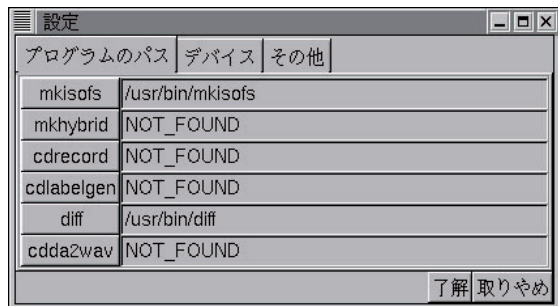 設定
プログラムのパス デバイス その他
mkisofs /usr/bin/mkisofs
mkhybrid NOT_FOUND
cdrecord NOT_FOUND
cdlabelgen NOT_FOUND
diff /usr/bin/diff
cdda2wav NOT_FOUND
了解 取りやめ